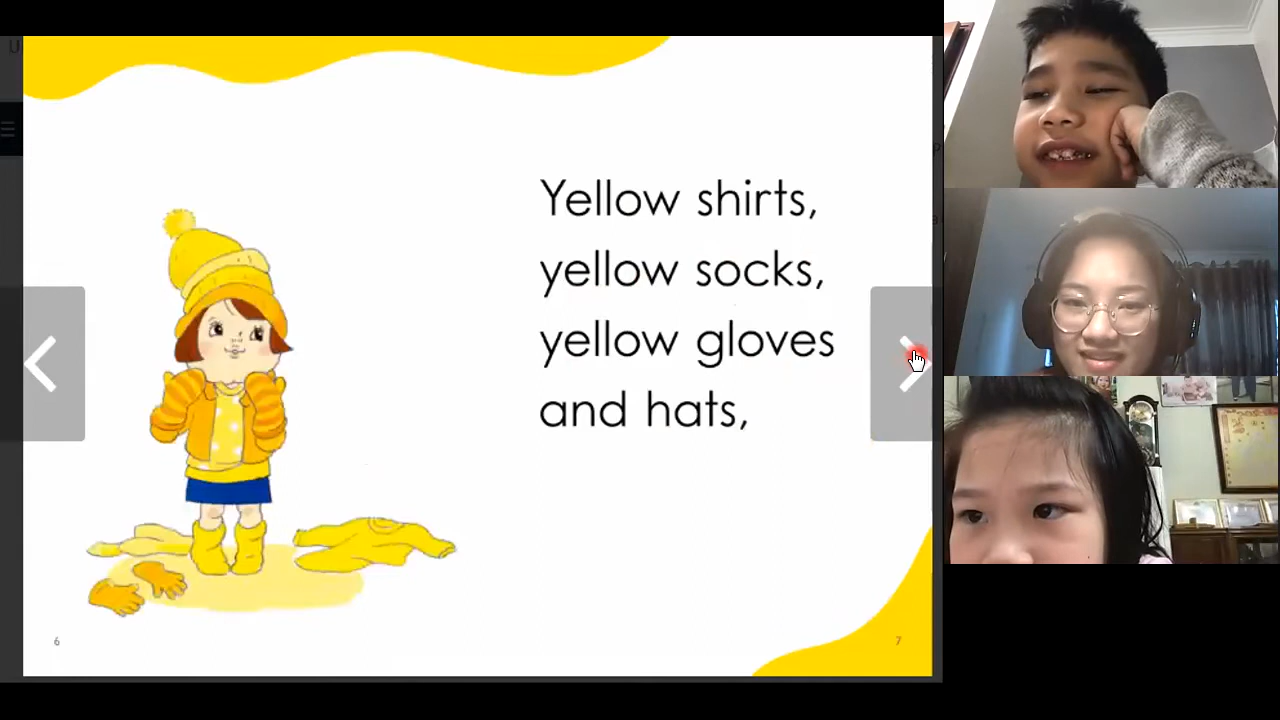 Yellow shirts,
yellow socks,
yellow gloves
and hats,
6
7